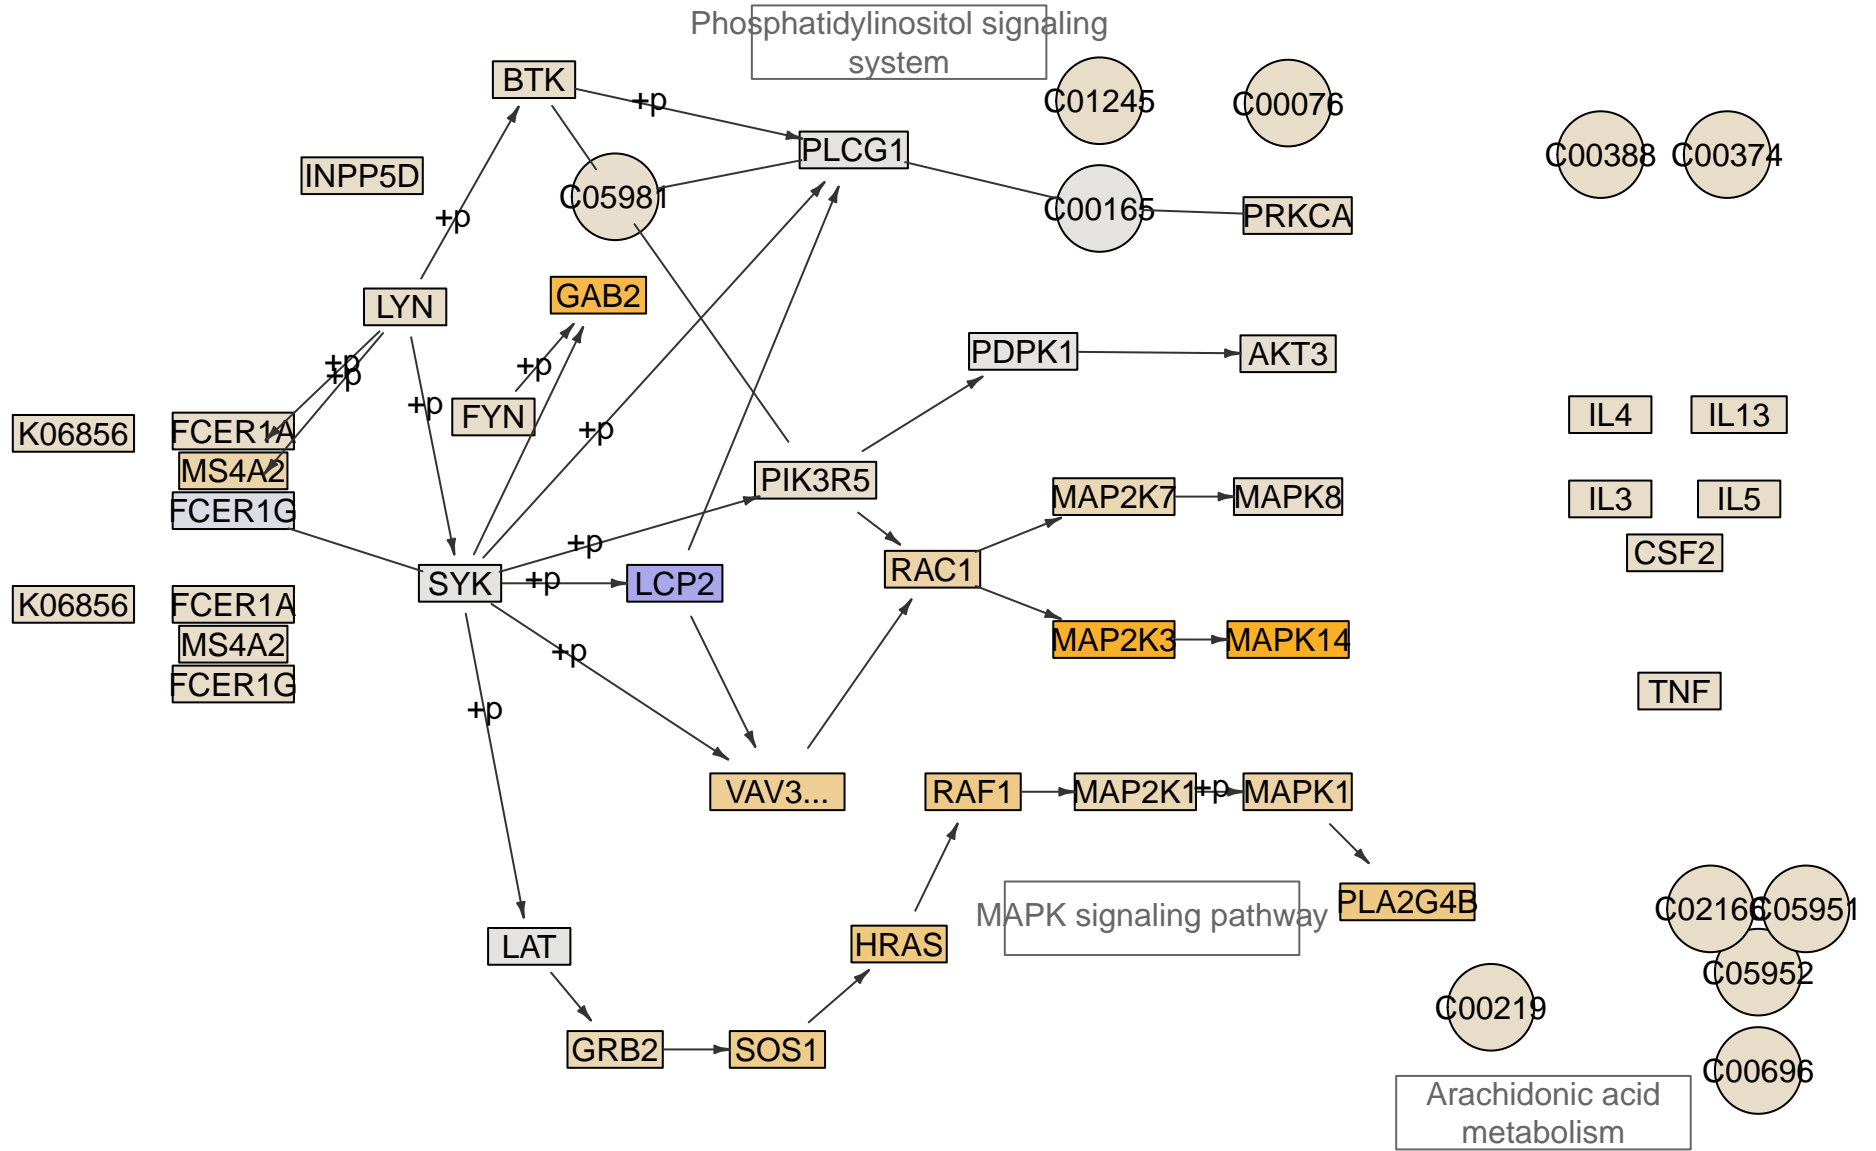 Phosphatidylinositol signaling
system
BTK
+p
C01245
C00076
INPP5D
PLCG1
C00388
C00374
C05981
C00165
PRKCA
+p
LYN
GAB2
+p
+p
+p
PDPK1
AKT3
+p
FYN
+p
K06856
FCER1A
MS4A2
FCER1G
IL4
IL13
PIK3R5
MAP2K7
MAPK8
IL3
IL5
+p
CSF2
SYK
+p
LCP2
RAC1
K06856
FCER1A
MS4A2
FCER1G
+p
MAP2K3
MAPK14
TNF
+p
VAV3...
RAF1
MAP2K1
+p
MAPK1
MAPK signaling pathway
PLA2G4B
C02166
C05951
LAT
HRAS
C05952
C00219
GRB2
SOS1
C00696
Arachidonic acid
metabolism